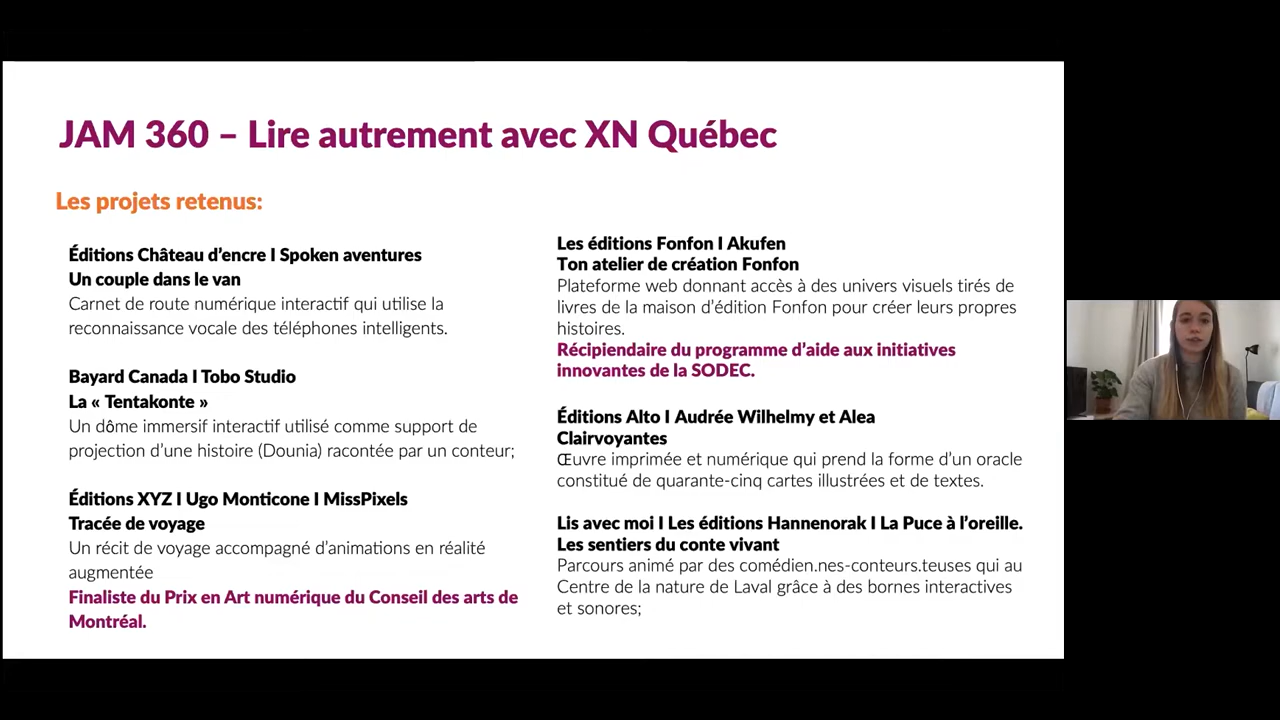 JAM 360 – Lire autrement avec XN Québec
Les projets retenus:
Éditions Château d’encre I Spoken aventures
Un couple dans le van
Carnet de route numérique interactif qui utilise la
reconnaissance vocale des téléphones intelligents.
Bayard Canada I Tobo Studio
La « Tentakonte »
Un dôme immersif interactif utilisé comme support de
projection d’une histoire (Dounia) racontée par un conteur;
Éditions XYZ I Ugo Monticone I MissPixels
Tracée de voyage
Un récit de voyage accompagné d’animations en réalité
augmentée
Finaliste du Prix en Art numérique du Conseil des arts de
Montréal.
Les éditions Fonfon I Akufen
Ton atelier de création Fonfon
Plateforme web donnant accès à des univers visuels tirés de
livres de la maison d’édition Fonfon pour créer leurs propres
histoires.
Récipiendaire du programme d’aide aux initiatives
innovantes de la SODEC.
Éditions Alto I Audrée Wilhelmy et Alea
Clairvoyantes
Œuvre imprimée et numérique qui prend la forme d’un oracle
constitué de quarante-cinq cartes illustrées et de textes.
Lis avec moi I Les éditions Hannenorak I La Puce à l’oreille.
Les sentiers du conte vivant
Parcours animé par des comédien.nes-conteurs.teuses qui au
Centre de la nature de Laval grâce à des bornes interactives
et sonores;